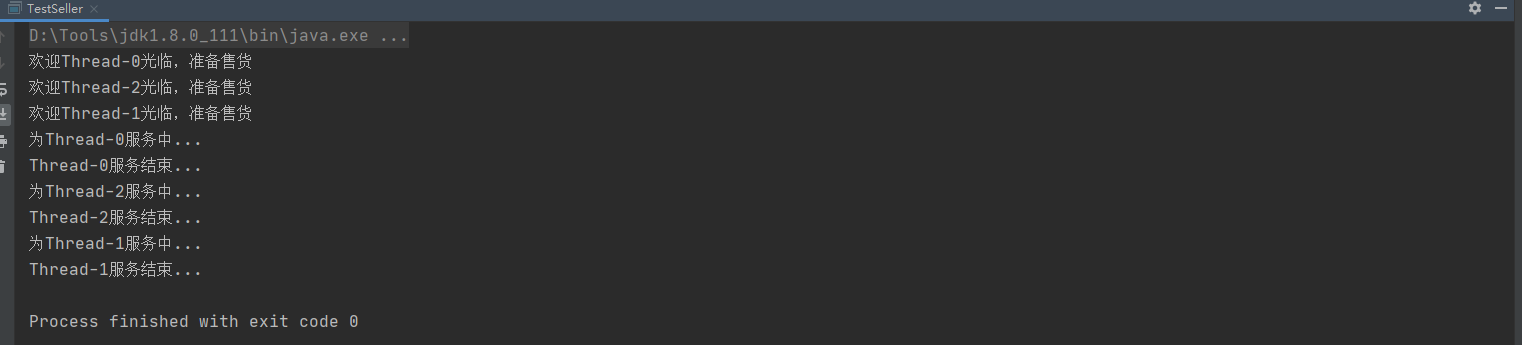 TestSeller
D:\Tools\jdk1.8.0_111\bin\java.exe ...
欢迎Thread-0光临，准备售货
欢迎Thread-2光临，准备售货
欢迎Thread-1光临，准备售货
为Thread-0服务中...
Thread-0服务结束...
为Thread-2服务中...
Thread-2服务结束...
为Thread-1服务中...
Thread-1服务结束...
Process finished with exit code 0